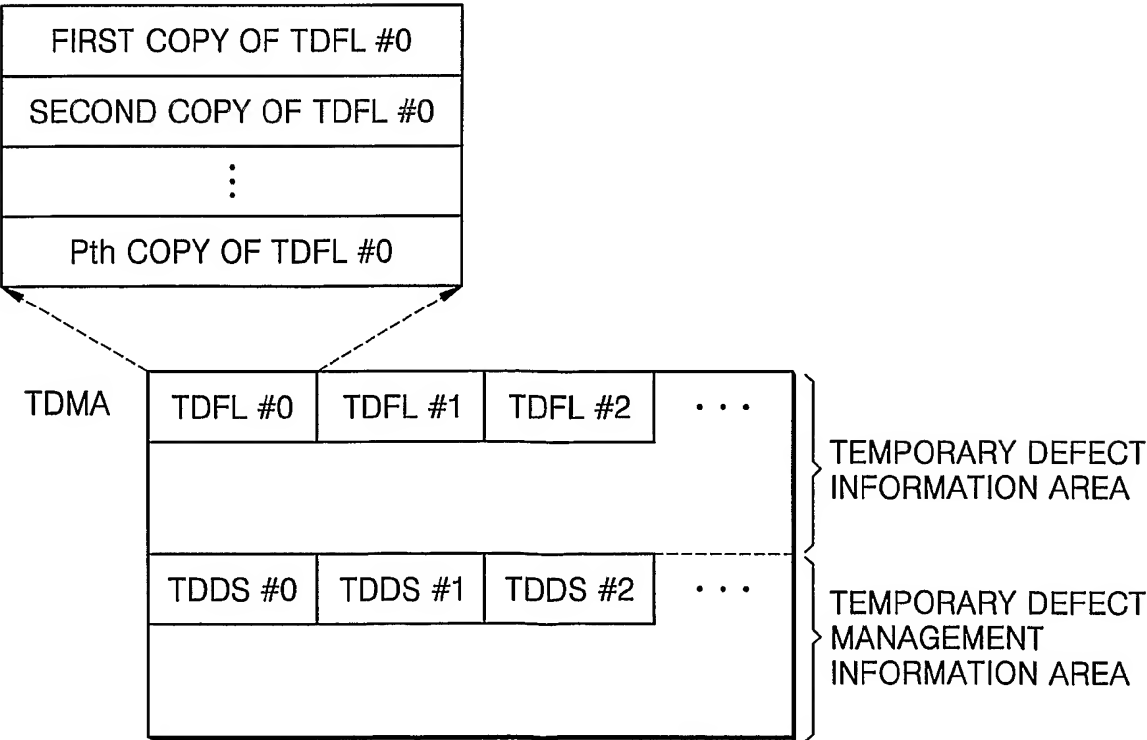 FIRST COPY OF TDFL #0
SECOND COPY OF TDFL #0
⋮
Pth COPY OF TDFL #0
TDMA
TDFL #0
TDFL #1
TDFL #2
...
TEMPORARY DEFECT
INFORMATION AREA
TDDS #0
TDDS #1
TDDS #2
...
TEMPORARY DEFECT
MANAGEMENT
INFORMATION AREA